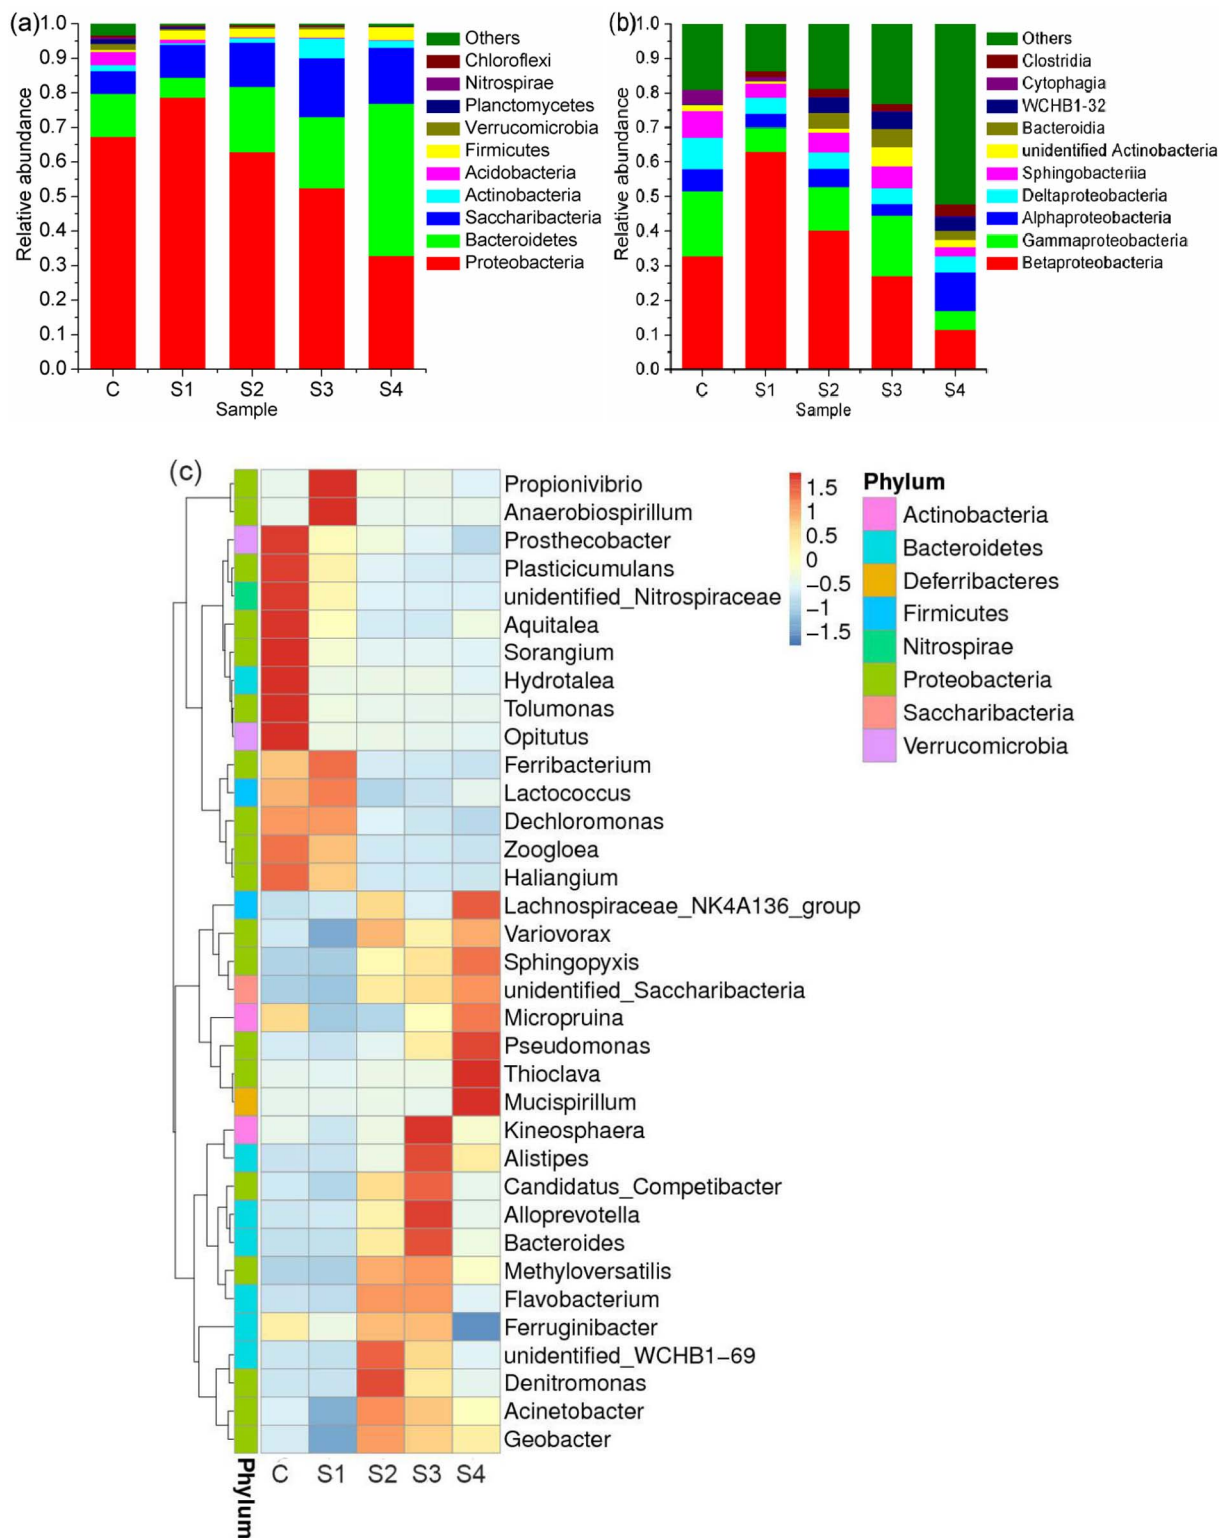 (a)
1.0
0.9
0.8
0.7
0.6
0.5
0.4
0.3
0.2
0.1
0.0
Relative abundance
C S1 S2 S3 S4
Sample
Others
Chloroflexi
Nitrospirae
Planctomycetes
Verrucomicrobia
Firmicutes
Acidobacteria
Actinobacteria
Saccharibacteria
Bacteroidetes
Proteobacteria
(b)
1.0
0.9
0.8
0.7
0.6
0.5
0.4
0.3
0.2
0.1
0.0
Relative abundance
C S1 S2 S3 S4
Sample
Others
Clostridia
Cytophagia
WCHB1-32
Bacteroidia
unidentified Actinobacteria
Sphingobacteriia
Deltaproteobacteria
Alphaproteobacteria
Gammaproteobacteria
Betaproteobacteria
(c)
Propionivibrio
Anaerobiospirillum
Prosthecobacter
Plasticicumulans
unidentified_Nitrospiraceae
Aquitalea
Sorangium
Hydrotalea
Tolumonas
Opitutus
Ferribacterium
Lactococcus
Dechloromonas
Zoogloea
Haliangium
Lachnospiraceae_NK4A136_group
Variovorax
Sphingopyxis
unidentified_Saccharibacteria
Micropruina
Pseudomonas
Thioclava
Mucispirillum
Kineosphaera
Alistipes
Candidatus_Competibacter
Alloprevotella
Bacteroides
Methyloversatilis
Flavobacterium
Ferruginibacter
unidentified_WCHB1−69
Denitromonas
Acinetobacter
Geobacter
Phylum
C S1 S2 S3 S4
1.5
1
0.5
0
−0.5
−1
−1.5
Phylum
Actinobacteria
Bacteroidetes
Deferribacteres
Firmicutes
Nitrospirae
Proteobacteria
Saccharibacteria
Verrucomicrobia